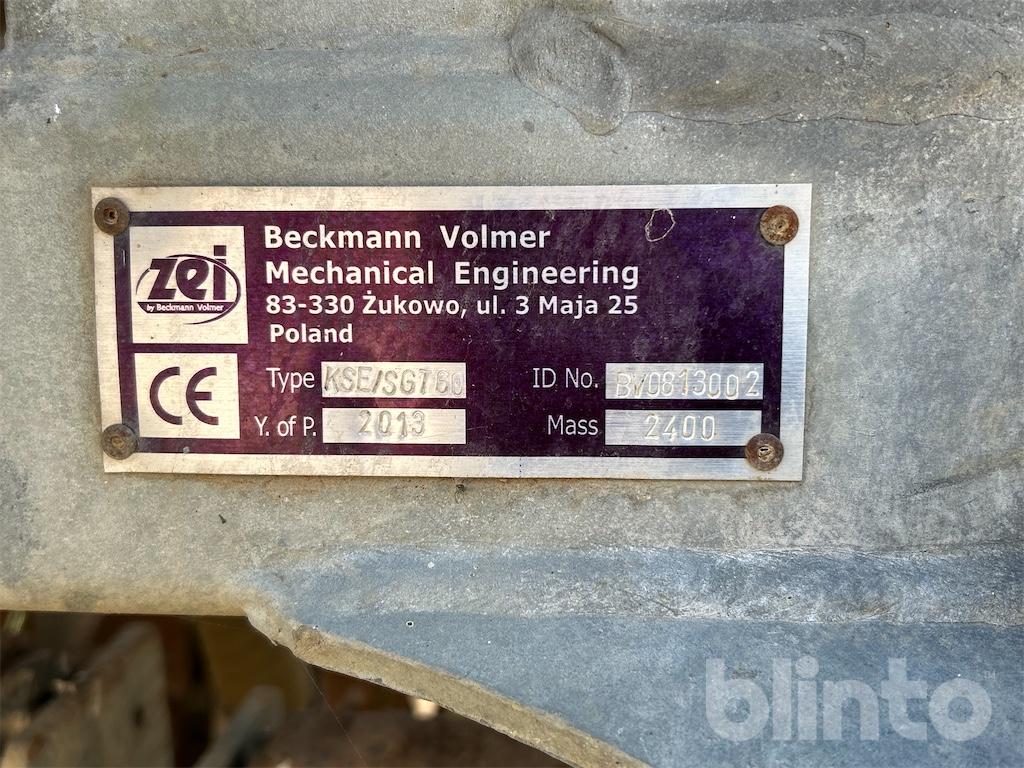 zei
by Beckmann Volmer
Beckmann Volmer
Mechanical Engineering
83-330 Żukowo, ul. 3 Maja 25
Poland
CE
Type KSE/SGT60 ID No. BV0813002
Y. of P. 2013 Mass 2400
blinto™